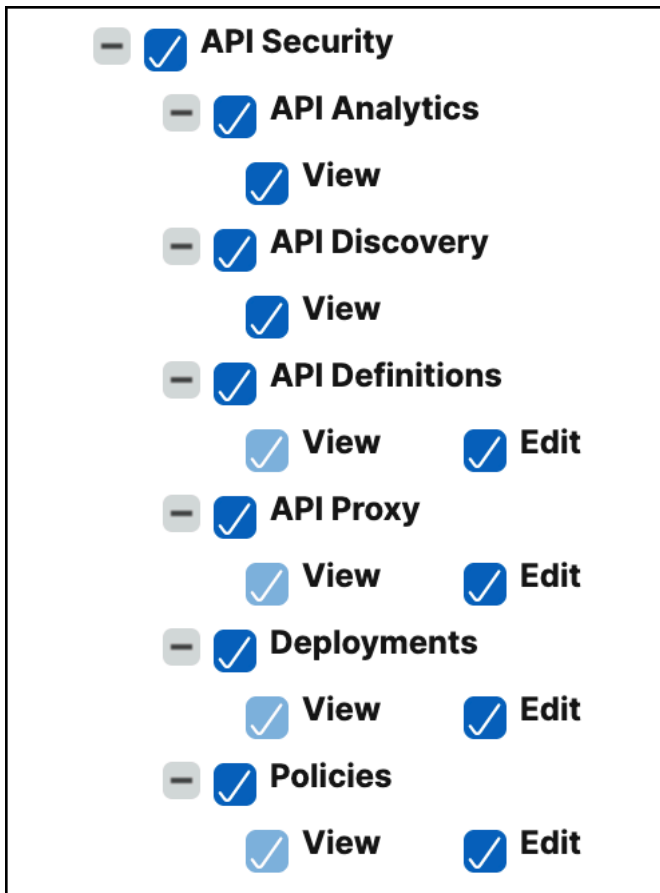 API Security
API Analytics
View
API Discovery
View
API Definitions
View Edit
API Proxy
View Edit
Deployments
View Edit
Policies
View Edit